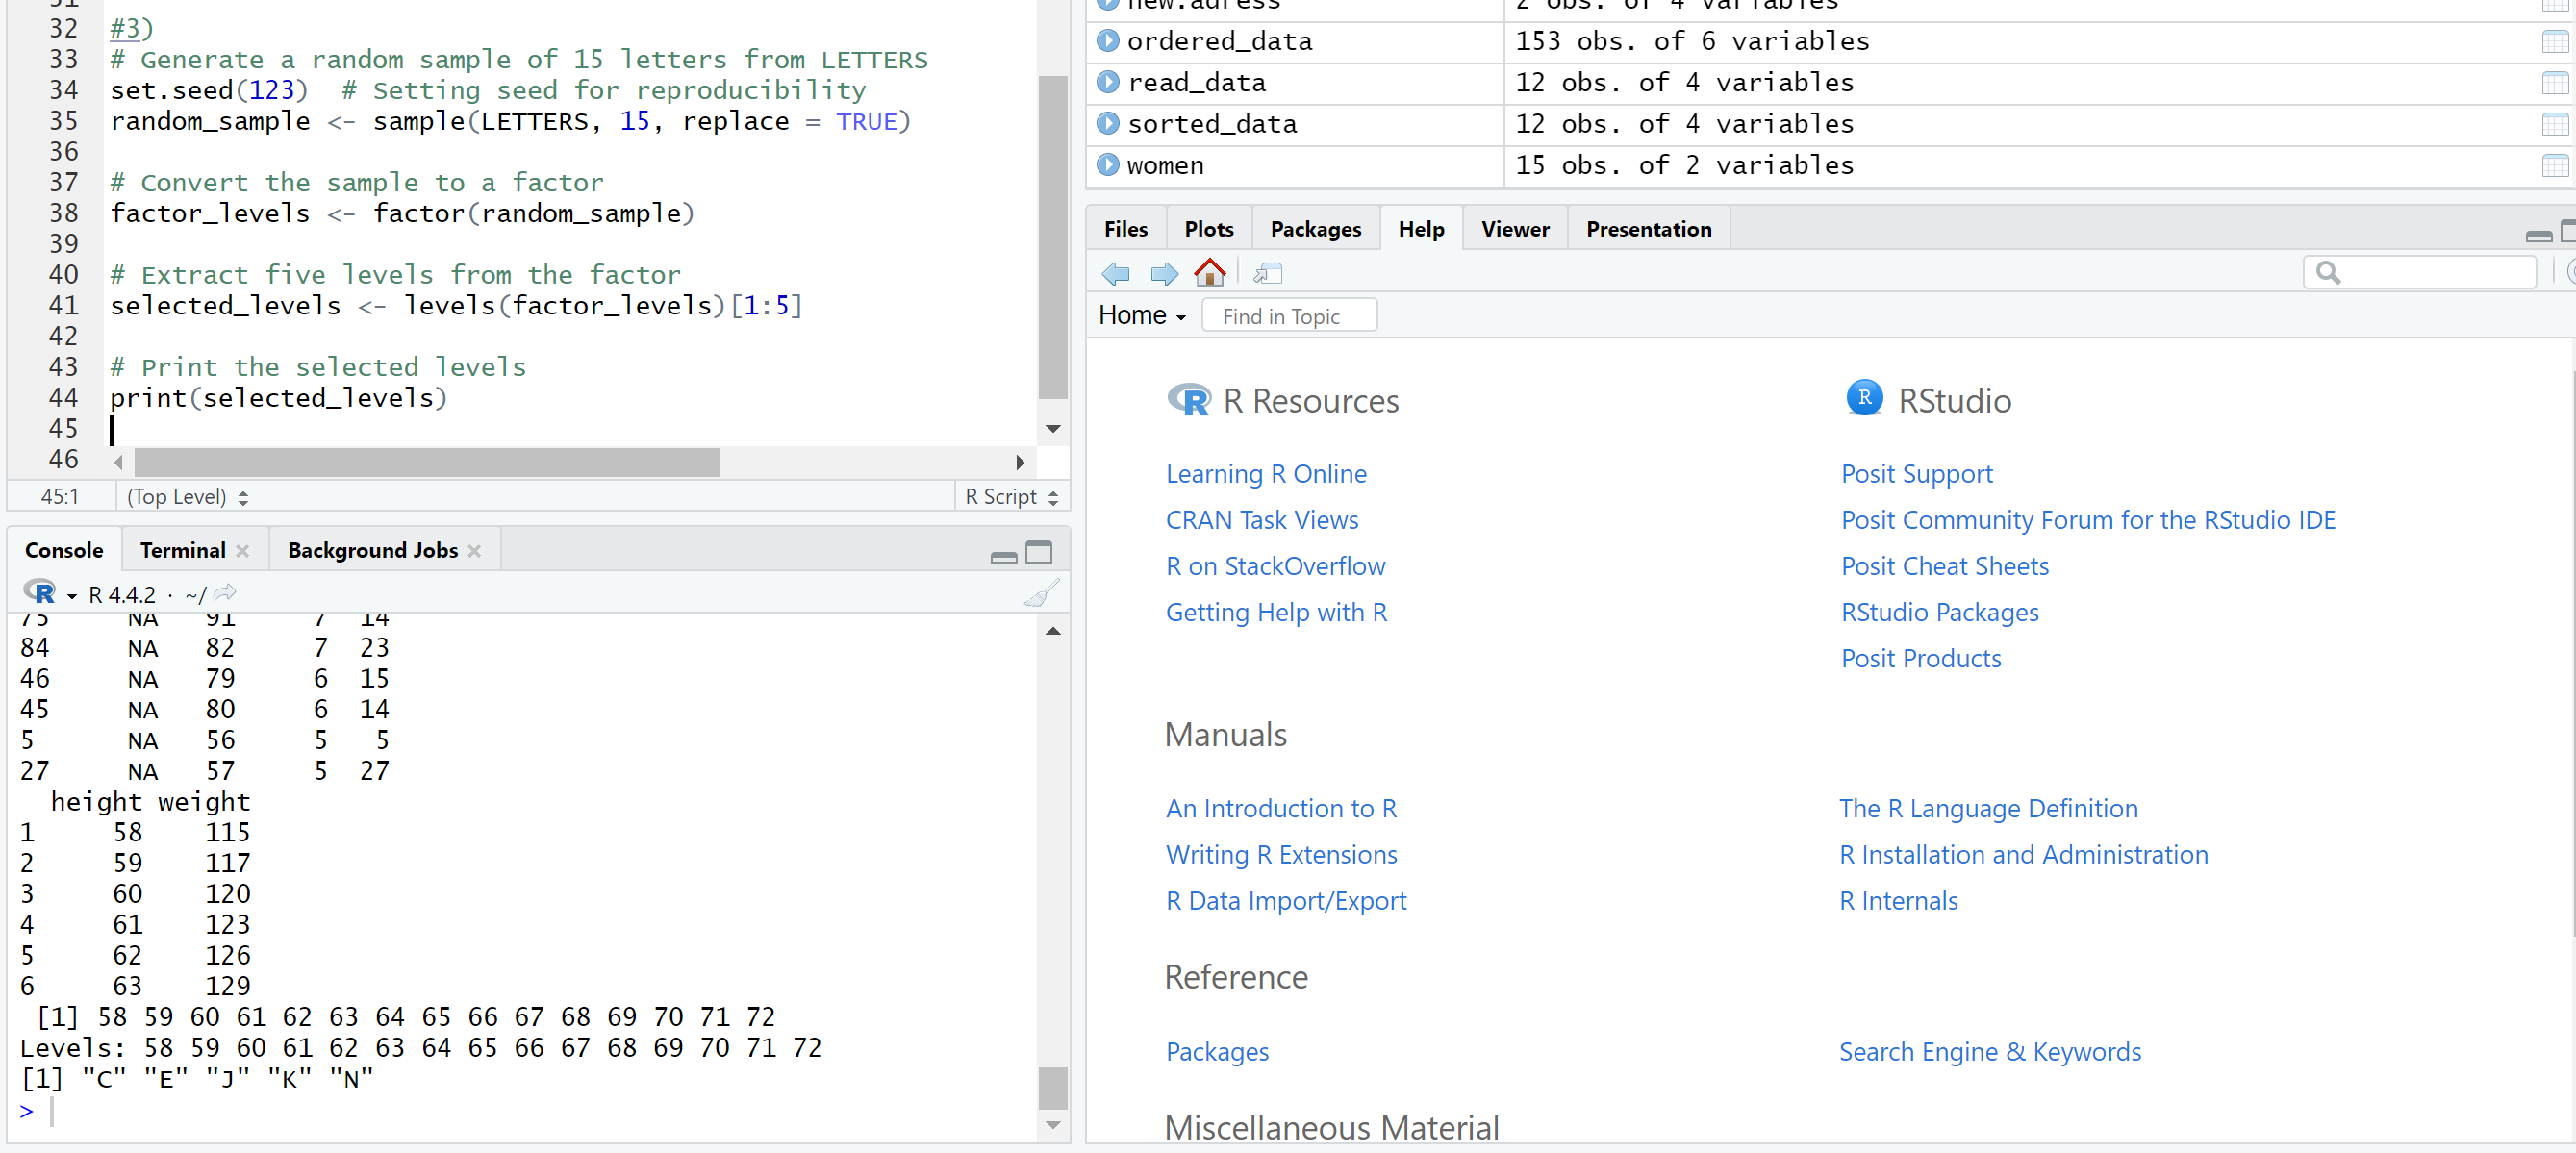 31
32 #3)
33 # Generate a random sample of 15 letters from LETTERS
34 set.seed(123)  # Setting seed for reproducibility
35 random_sample <- sample(LETTERS, 15, replace = TRUE)
36
37 # Convert the sample to a factor
38 factor_levels <- factor(random_sample)
39
40 # Extract five levels from the factor
41 selected_levels <- levels(factor_levels)[1:5]
42
43 # Print the selected levels
44 print(selected_levels)
45
46
45:1 (Top Level) R Script
Console Terminal Background Jobs
R R 4.4.2 · ~/
75 NA 91 7 14
84 NA 82 7 23
46 NA 79 6 15
45 NA 80 6 14
5 NA 56 5 5
27 NA 57 5 27
height weight
1 58 115
2 59 117
3 60 120
4 61 123
5 62 126
6 63 129
[1] 58 59 60 61 62 63 64 65 66 67 68 69 70 71 72
Levels: 58 59 60 61 62 63 64 65 66 67 68 69 70 71 72
[1] "C" "E" "J" "K" "N"
>
new.adress 2 obs. of 4 variables
ordered_data 153 obs. of 6 variables
read_data 12 obs. of 4 variables
sorted_data 12 obs. of 4 variables
women 15 obs. of 2 variables
Files Plots Packages Help Viewer Presentation
Home Find in Topic
R R Resources
Learning R Online
CRAN Task Views
R on StackOverflow
Getting Help with R
R RStudio
Posit Support
Posit Community Forum for the RStudio IDE
Posit Cheat Sheets
RStudio Packages
Posit Products
Manuals
An Introduction to R
Writing R Extensions
R Data Import/Export
The R Language Definition
R Installation and Administration
R Internals
Reference
Packages
Search Engine & Keywords
Miscellaneous Material